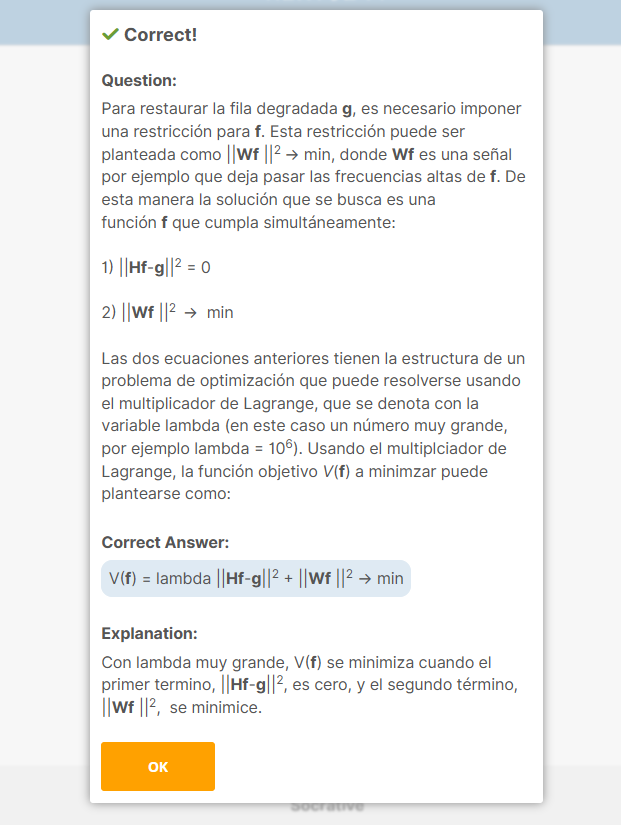 ✓ Correct!
Question:
Para restaurar la fila degradada g, es necesario imponer
una restricción para f. Esta restricción puede ser
planteada como ||Wf ||² → min, donde Wf es una señal
por ejemplo que deja pasar las frecuencias altas de f. De
esta manera la solución que se busca es una
función f que cumpla simultáneamente:
1) ||Hf-g||² = 0
2) ||Wf ||² → min
Las dos ecuaciones anteriores tienen la estructura de un
problema de optimización que puede resolverse usando
el multiplicador de Lagrange, que se denota con la
variable lambda (en este caso un número muy grande,
por ejemplo lambda = 10⁶). Usando el multiplciador de
Lagrange, la función objetivo V(f) a minimzar puede
plantearse como:
Correct Answer:
V(f) = lambda ||Hf-g||² + ||Wf ||² → min
Explanation:
Con lambda muy grande, V(f) se minimiza cuando el
primer termino, ||Hf-g||², es cero, y el segundo término,
||Wf ||², se minimice.
OK
Socrative